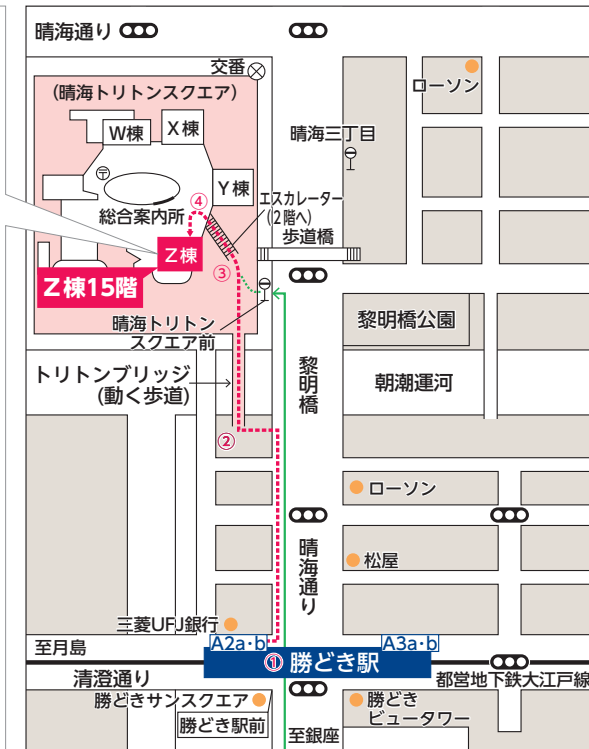 晴海通り
交番
(晴海トリトンスクエア)
ローソン
W棟
X棟
晴海三丁目
Y棟
エスカレーター
(2階へ)
総合案内所
④
歩道橋
Z棟
③
Z棟15階
晴海トリトン
スクエア前
黎明橋公園
トリトンブリッジ
(動く歩道)
黎明橋
朝潮運河
②
ローソン
晴海通り
松屋
三菱UFJ銀行
A2a・b
A3a・b
至月島
① 勝どき駅
清澄通り
都営地下鉄大江戸線
勝どきサンスクエア
勝どき
ビュータワー
勝どき駅前
至銀座